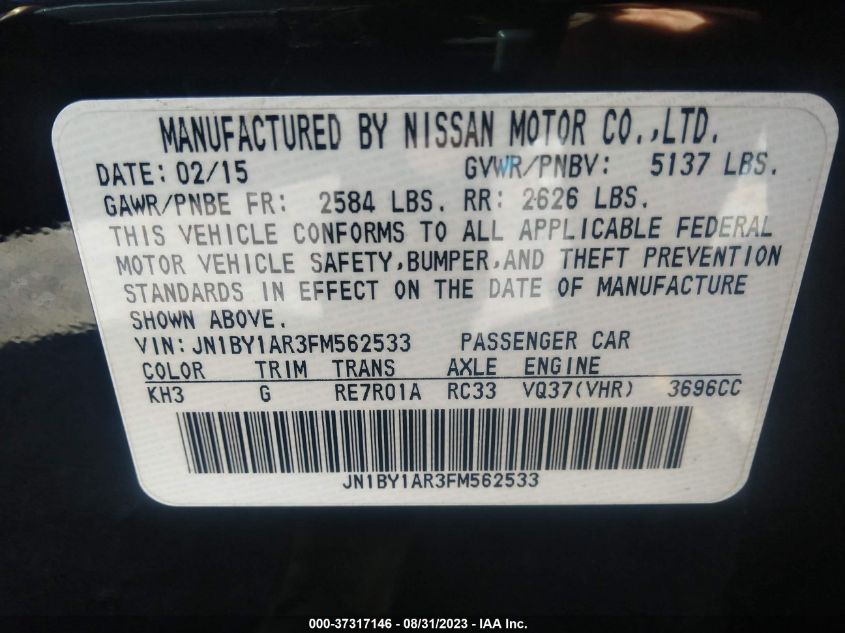 MANUFACTURED BY NISSAN MOTOR CO.,LTD.
DATE: 02/15 GVWR/PNBV: 5137 LBS.
GAWR/PNBE FR: 2584 LBS. RR: 2626 LBS.
THIS VEHICLE CONFORMS TO ALL APPLICABLE FEDERAL
MOTOR VEHICLE SAFETY,BUMPER,AND THEFT PREVENTION
STANDARDS IN EFFECT ON THE DATE OF MANUFACTURE
SHOWN ABOVE.
VIN:JN1BY1AR3FM562533 PASSENGER CAR
COLOR TRIM TRANS AXLE ENGINE
KH3 G RE7R01A RC33 VQ37(VHR) 3696CC
JN1BY1AR3FM562533
000-37317146 - 08/31/2023 - IAA Inc.